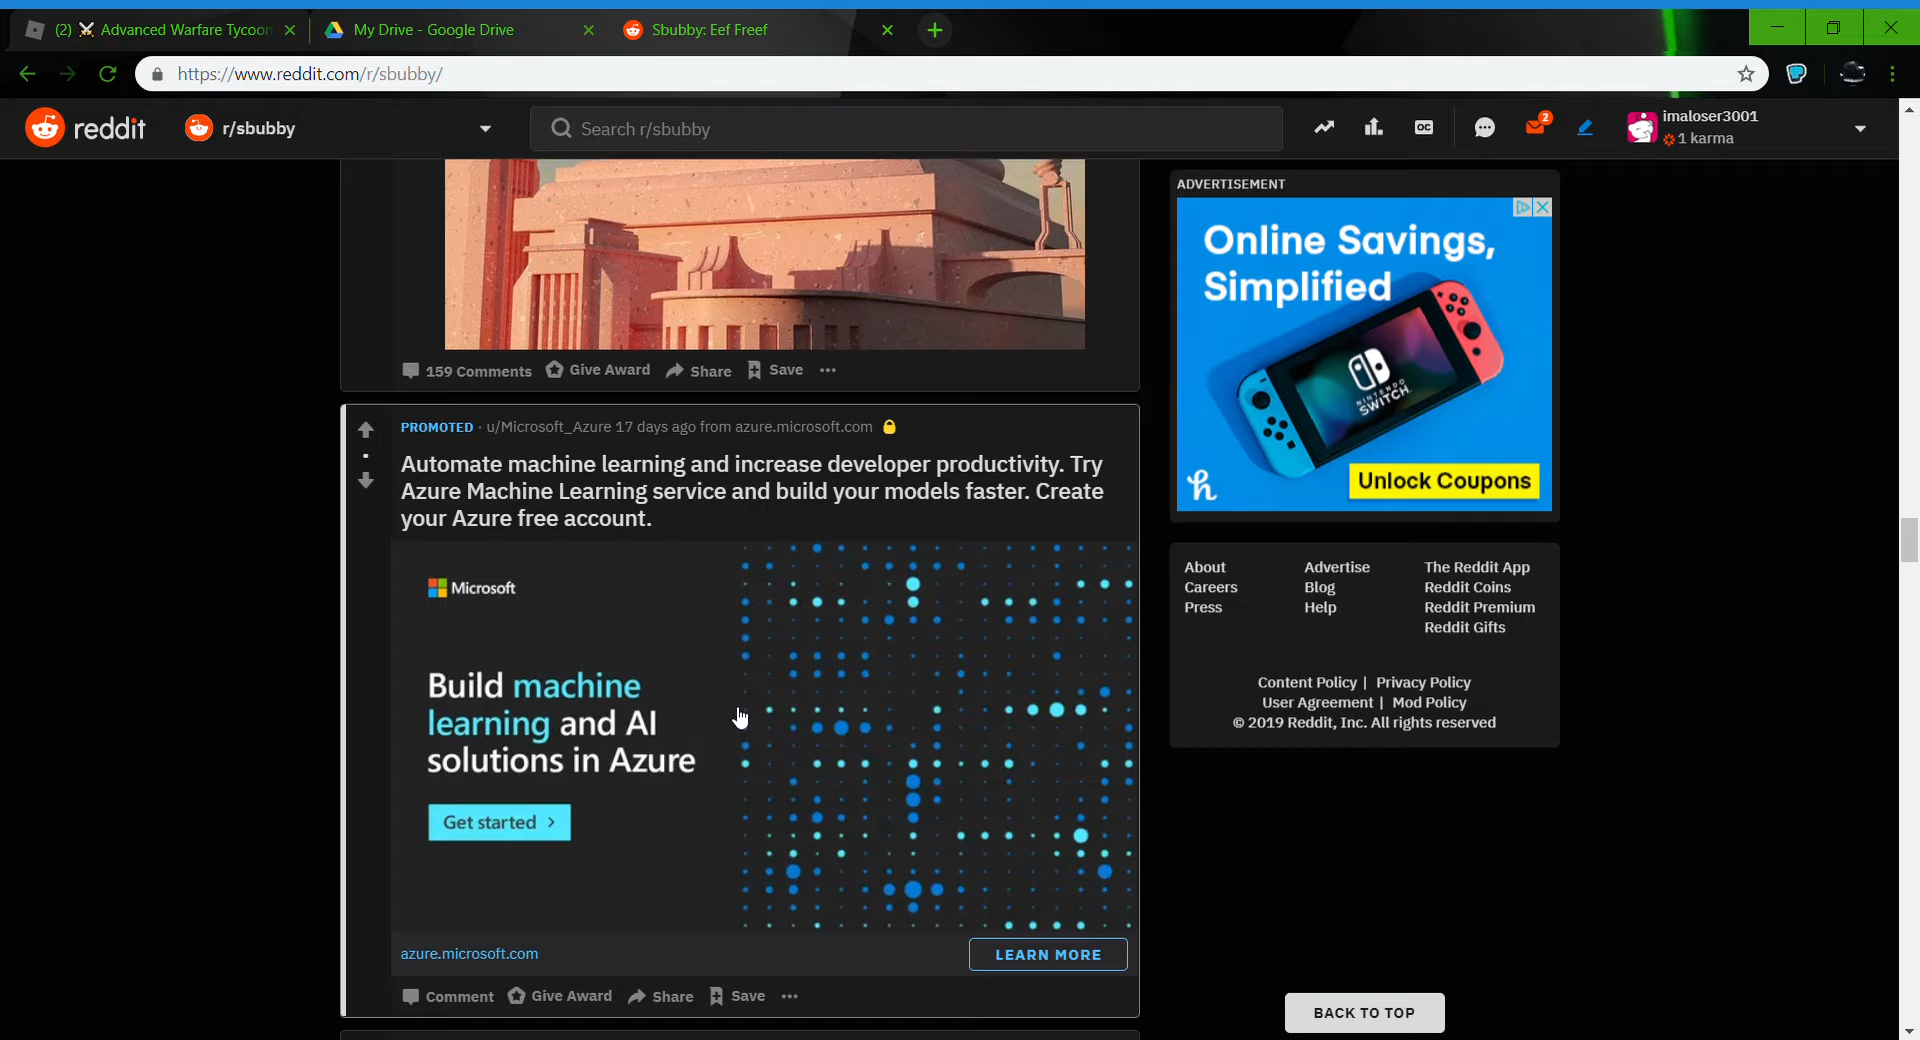 (2) ⚔ Advanced Warfare Tycoon
My Drive - Google Drive
Sbubby: Eef Freef
https://www.reddit.com/r/sbubby/
reddit
r/sbubby
Search r/sbubby
OC
2
imaloser3001
1 karma
159 Comments
Give Award
Share
Save
PROMOTED · u/Microsoft_Azure 17 days ago from azure.microsoft.com
Automate machine learning and increase developer productivity. Try
Azure Machine Learning service and build your models faster. Create
your Azure free account.
Microsoft
Build machine
learning and AI
solutions in Azure
Get started >
azure.microsoft.com
LEARN MORE
Comment
Give Award
Share
Save
ADVERTISEMENT
Online Savings,
Simplified
NINTENDO
SWITCH
h
Unlock Coupons
About
Advertise
The Reddit App
Careers
Blog
Reddit Coins
Press
Help
Reddit Premium
Reddit Gifts
Content Policy | Privacy Policy
User Agreement | Mod Policy
© 2019 Reddit, Inc. All rights reserved
BACK TO TOP